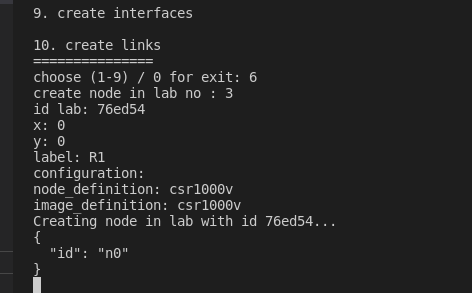 9. create interfaces
10. create links
===============
choose (1-9) / 0 for exit: 6
create node in lab no : 3
id lab: 76ed54
x: 0
y: 0
label: R1
configuration:
node_definition: csr1000v
image_definition: csr1000v
Creating node in lab with id 76ed54...
{
  "id": "n0"
}